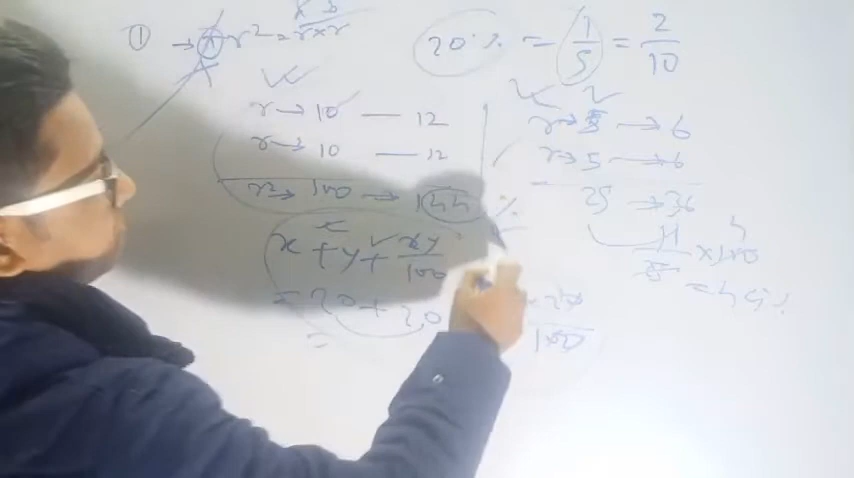 ① → π r² = r×r
20% = 1/5 = 2/10
r → 10 — 12
r → 10 — 12
r² → 100 → 144 %
r → 5 → 6
r → 5 → 6
25 → 36
11/25 × 100
= 44%
x + y + xy/100
= 20 + 20
100
=